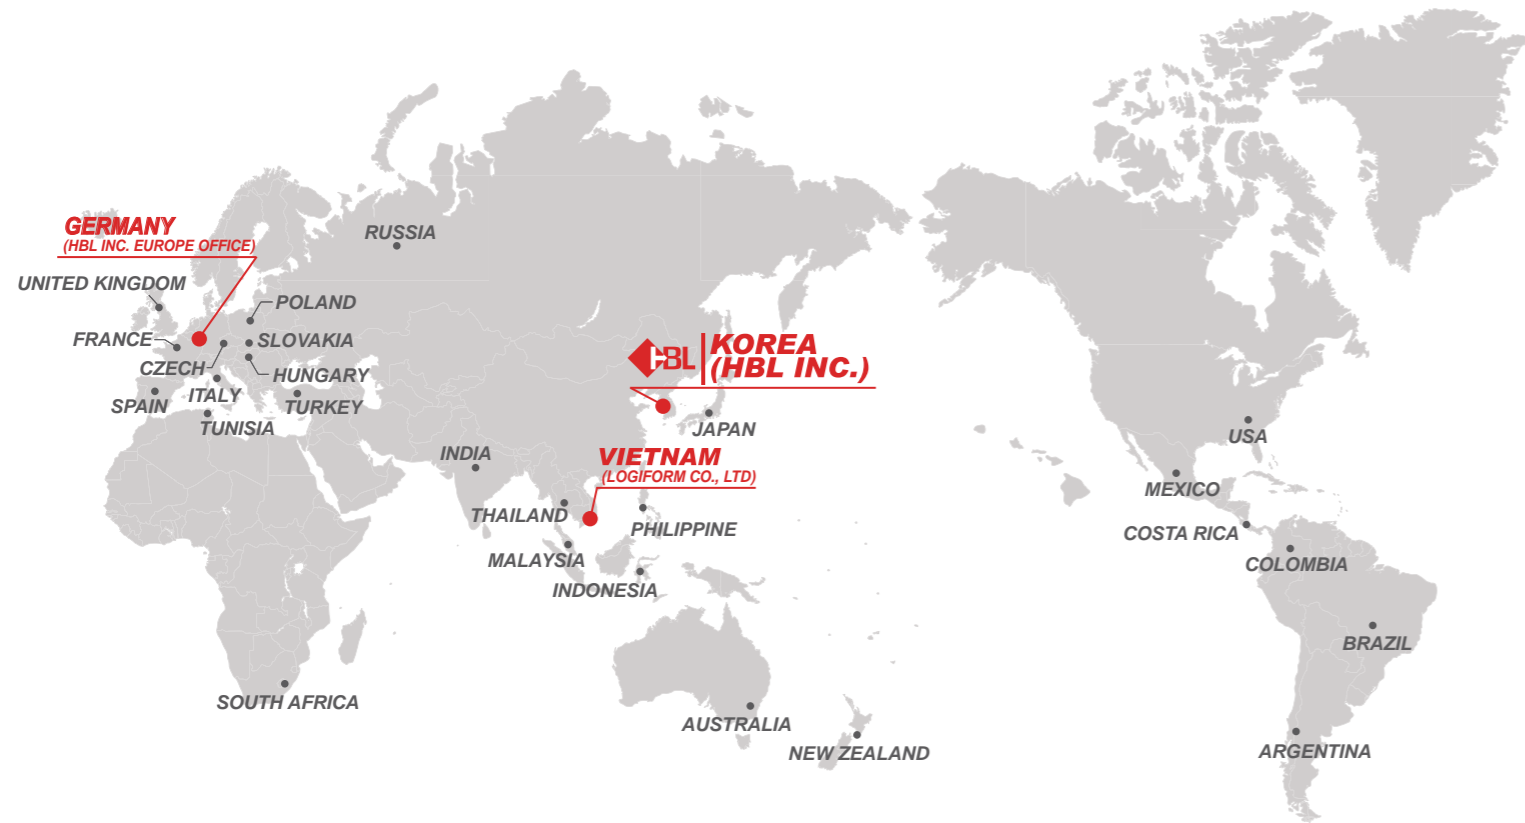 GERMANY
(HBL INC. EUROPE OFFICE)
RUSSIA
UNITED KINGDOM
POLAND
FRANCE
SLOVAKIA
CZECH
HUNGARY
ITALY
SPAIN
TURKEY
TUNISIA
HBL
KOREA
(HBL INC.)
JAPAN
INDIA
VIETNAM
(LOGIFORM CO., LTD)
THAILAND
PHILIPPINE
MALAYSIA
INDONESIA
SOUTH AFRICA
AUSTRALIA
NEW ZEALAND
USA
MEXICO
COSTA RICA
COLOMBIA
BRAZIL
ARGENTINA